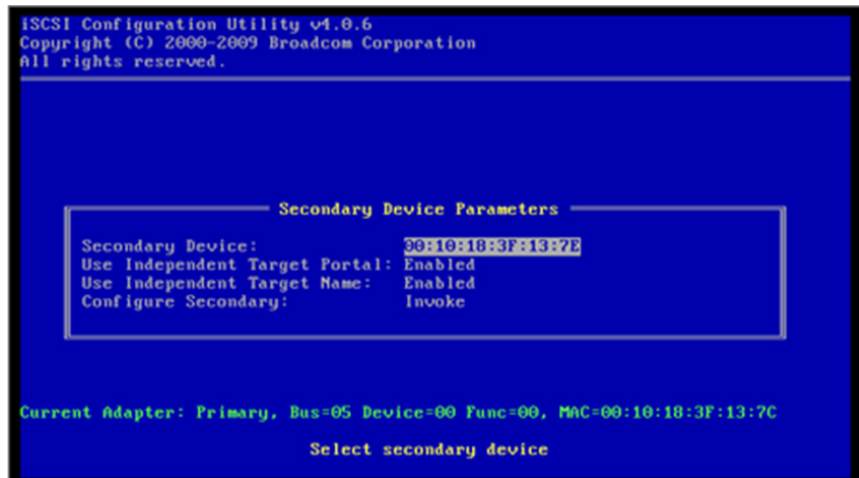 iSCSI Configuration Utility v4.0.6
Copyright (C) 2000-2009 Broadcom Corporation
All rights reserved.
Secondary Device Parameters
Secondary Device: 00:10:18:3F:13:7E
Use Independent Target Portal: Enabled
Use Independent Target Name: Enabled
Configure Secondary: Invoke
Current Adapter: Primary, Bus=05 Device=00 Func=00, MAC=00:10:18:3F:13:7C
Select secondary device